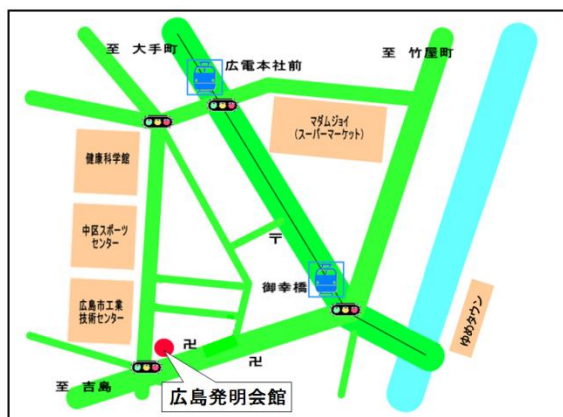 至 大手町
広電本社前
至 竹屋町
マダムジョイ
(スーパーマーケット)
健康科学館
中区スポーツ
センター
〒
御幸橋
広島市工業
技術センター
ゆめタウン
卍
卍
至 吉島
広島発明会館